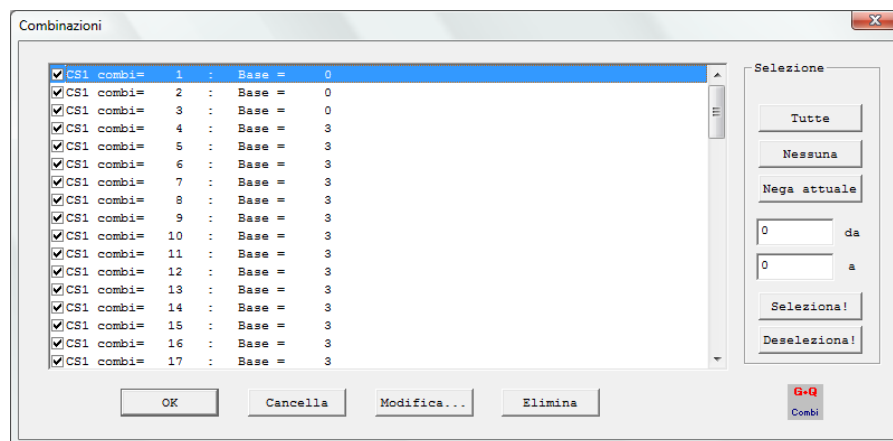 Combinazioni
CS1 combi= 1 : Base = 0
CS1 combi= 2 : Base = 0
CS1 combi= 3 : Base = 0
CS1 combi= 4 : Base = 3
CS1 combi= 5 : Base = 3
CS1 combi= 6 : Base = 3
CS1 combi= 7 : Base = 3
CS1 combi= 8 : Base = 3
CS1 combi= 9 : Base = 3
CS1 combi= 10 : Base = 3
CS1 combi= 11 : Base = 3
CS1 combi= 12 : Base = 3
CS1 combi= 13 : Base = 3
CS1 combi= 14 : Base = 3
CS1 combi= 15 : Base = 3
CS1 combi= 16 : Base = 3
CS1 combi= 17 : Base = 3
Selezione
Tutte
Nessuna
Nega attuale
0 da
0 a
Seleziona!
Deseleziona!
OK Cancella Modifica... Elimina
G+Q
Combi